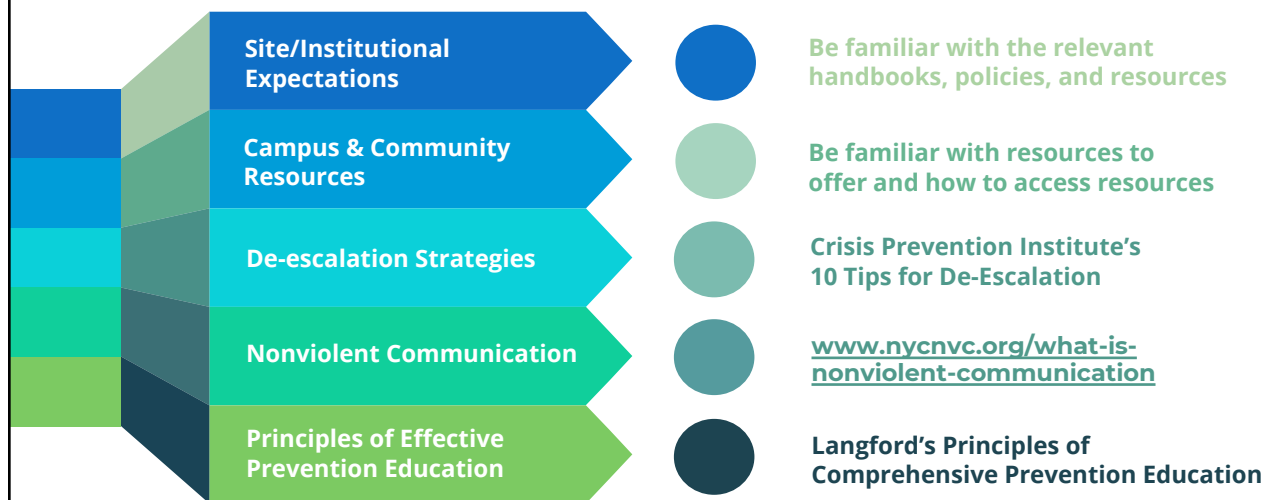 Site/Institutional
Expectations
Be familiar with the relevant
handbooks, policies, and resources
Campus & Community
Resources
Be familiar with resources to
offer and how to access resources
De-escalation Strategies
Crisis Prevention Institute’s
10 Tips for De-Escalation
Nonviolent Communication
www.nycnvc.org/what-is-
nonviolent-communication
Principles of Effective
Prevention Education
Langford’s Principles of
Comprehensive Prevention Education